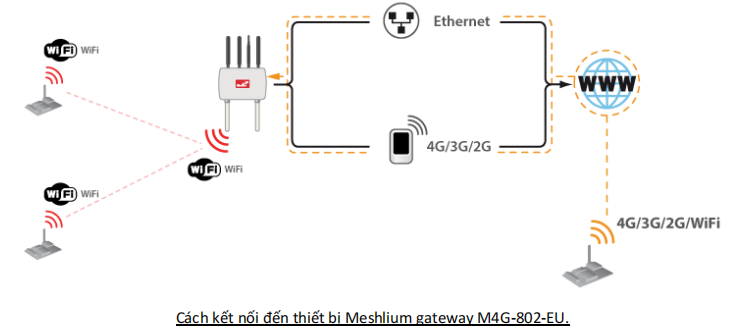 Ethernet
WiFi WiFi
WWW
4G/3G/2G
WiFi WiFi
WiFi WiFi
4G/3G/2G/WiFi
Cách kết nối đến thiết bị Meshlium gateway M4G-802-EU.